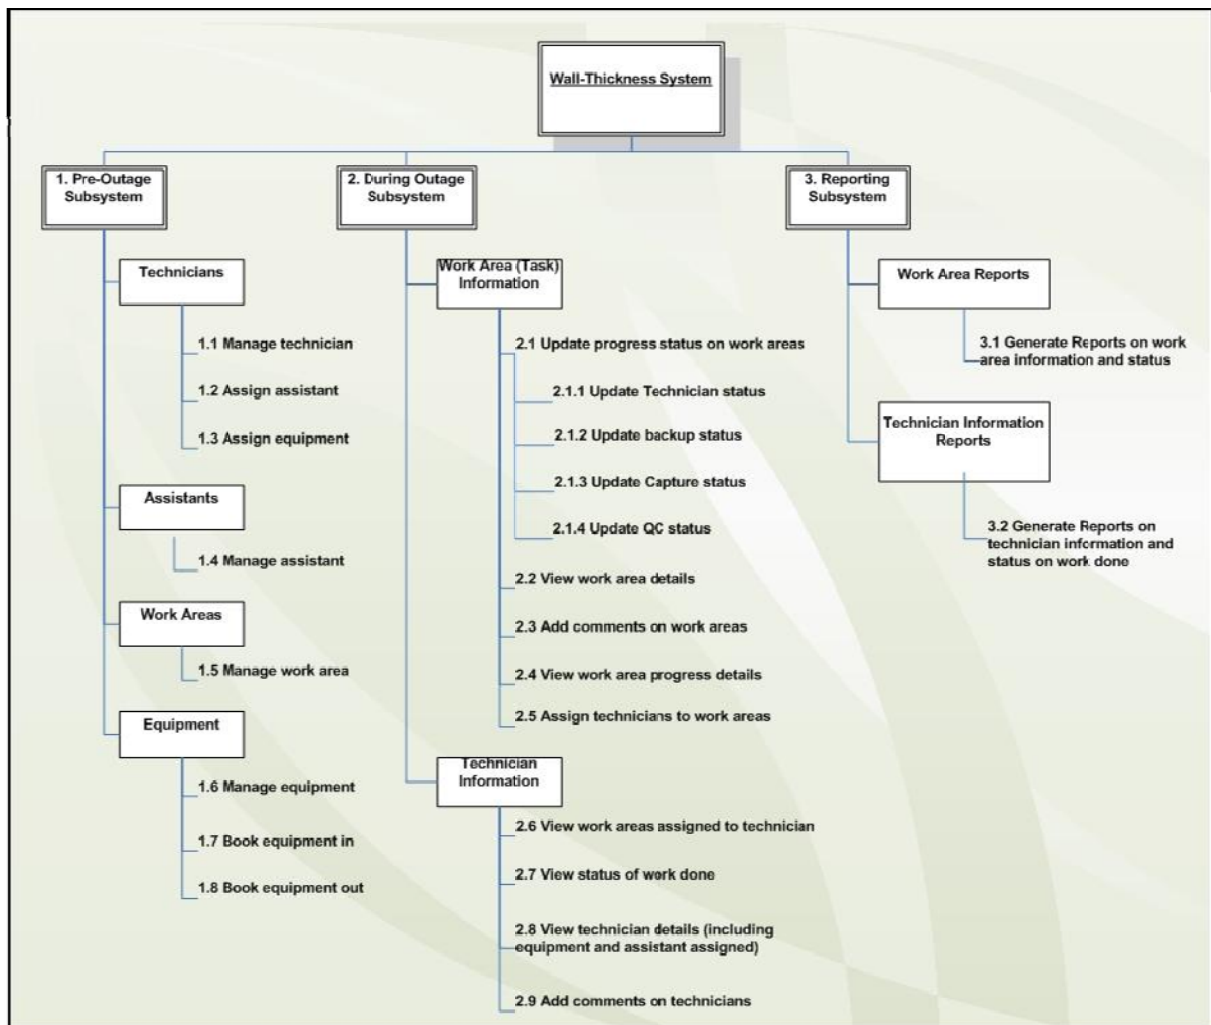 Wall-Thickness System
1. Pre-Outage
Subsystem
Technicians
1.1 Manage technician
1.2 Assign assistant
1.3 Assign equipment
Assistants
1.4 Manage assistant
Work Areas
1.5 Manage work area
Equipment
1.6 Manage equipment
1.7 Book equipment in
1.8 Book equipment out
2. During Outage
Subsystem
Work Area (Task)
Information
2.1 Update progress status on work areas
2.1.1 Update Technician status
2.1.2 Update backup status
2.1.3 Update Capture status
2.1.4 Update QC status
2.2 View work area details
2.3 Add comments on work areas
2.4 View work area progress details
2.5 Assign technicians to work areas
Technician
Information
2.6 View work areas assigned to technician
2.7 View status of work done
2.8 View technician details (including
equipment and assistant assigned)
2.9 Add comments on technicians
3. Reporting
Subsystem
Work Area Reports
3.1 Generate Reports on work
area information and status
Technician Information
Reports
3.2 Generate Reports on
technician information and
status on work done